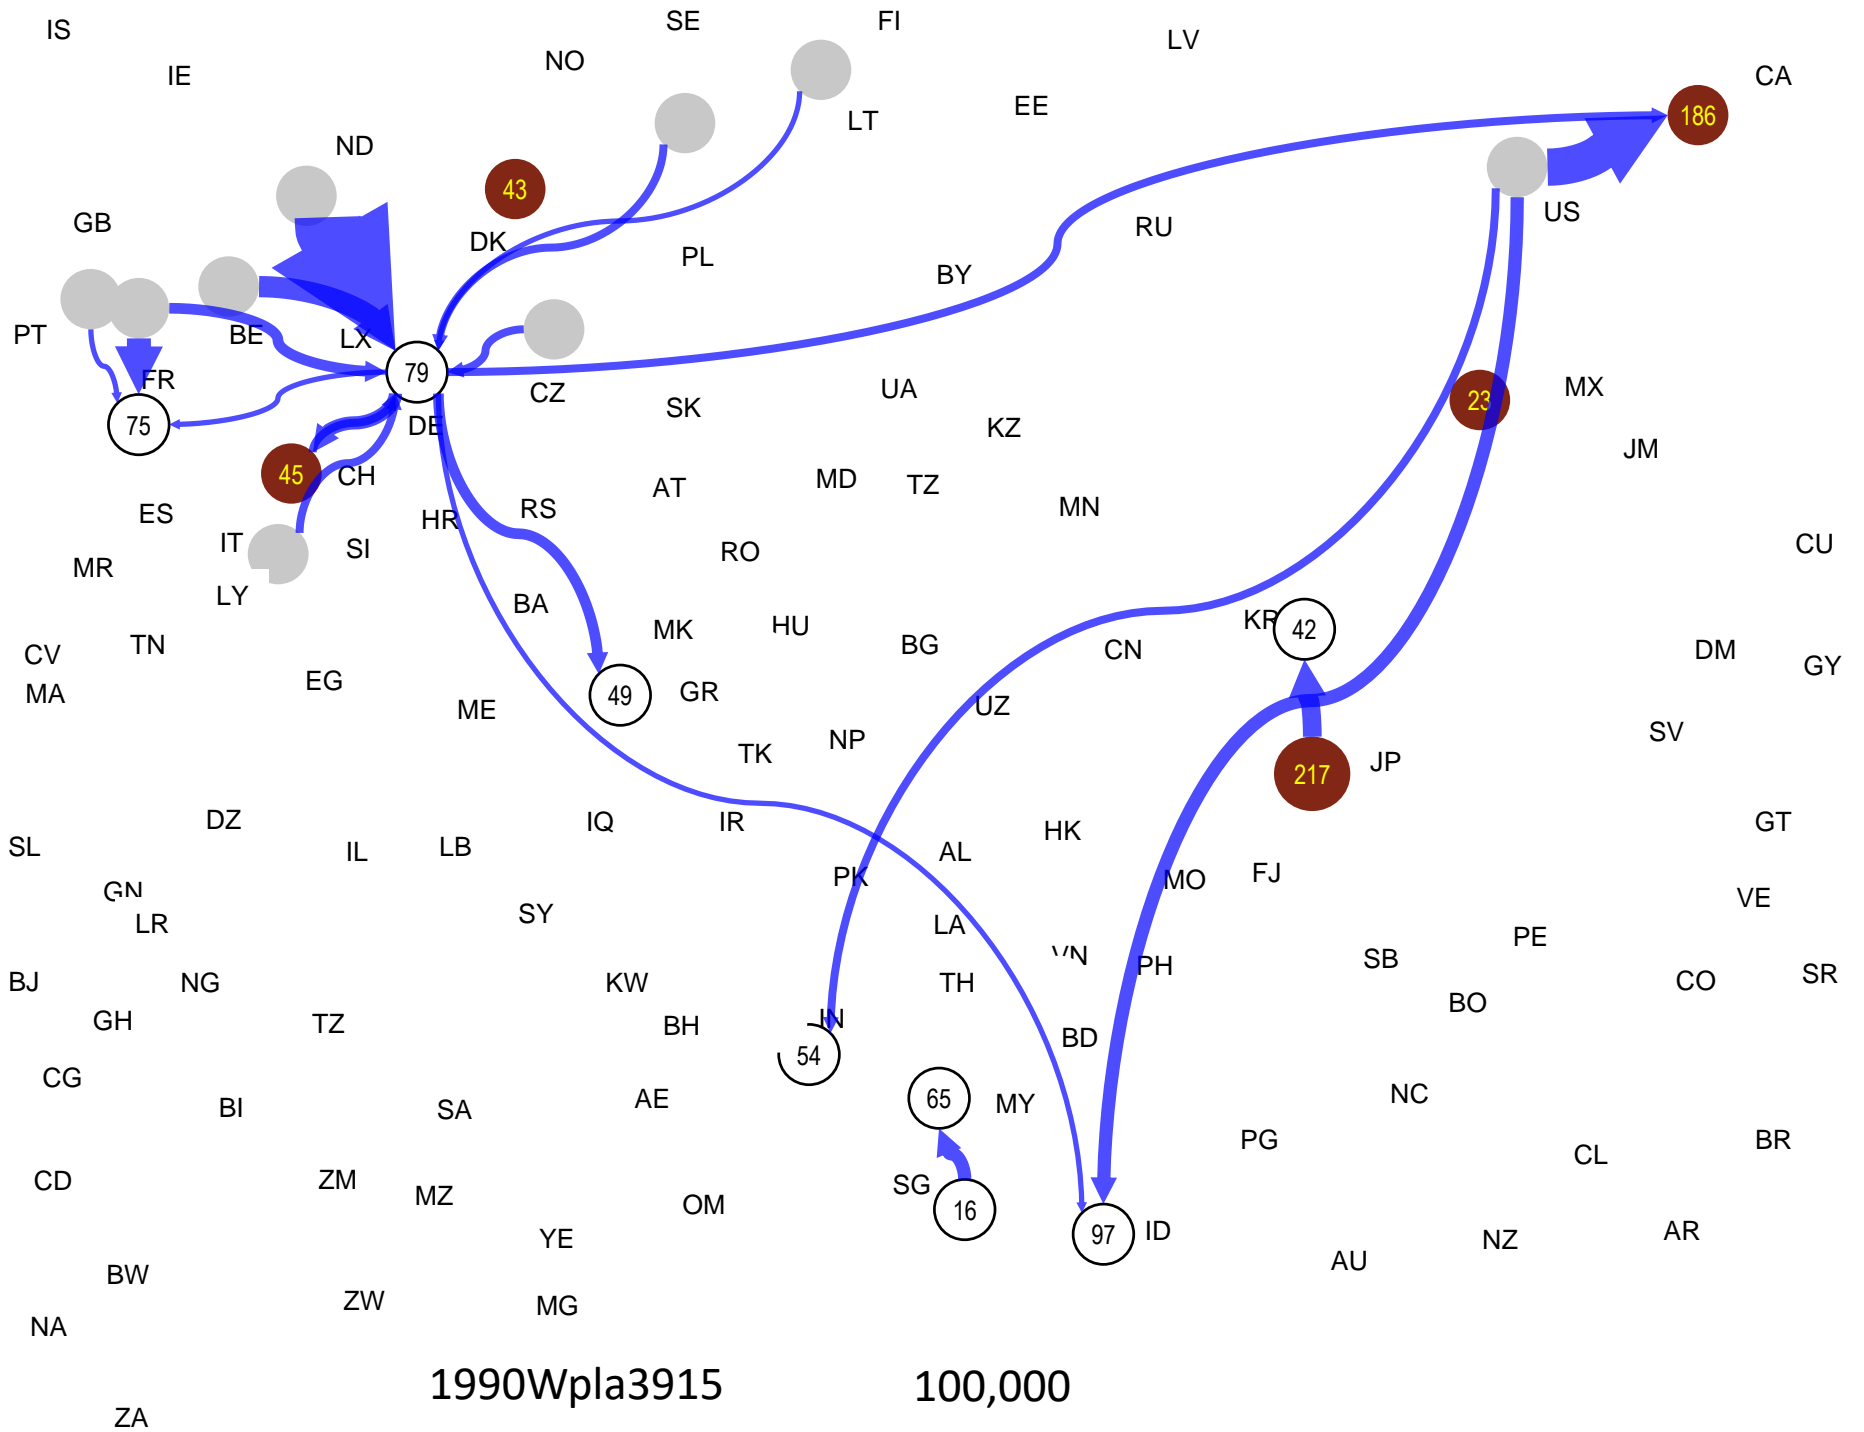 IS
SE
FI
LV
IE
NO
CA
EE
186
LT
ND
43
GB
US
RU
DK
PL
BY
PT
BE
LX
79
FR
CZ
UA
MX
23
SK
75
DE
KZ
JM
45
CH
AT
MD
TZ
MN
ES
HR
RS
IT
SI
RO
CU
MR
LY
BA
KR
42
TN
MK
HU
BG
CN
DM
GY
CV
MA
EG
49
GR
ME
UZ
SV
TK
NP
JP
217
DZ
IQ
IR
HK
GT
SL
IL
LB
AL
FJ
PK
MO
GN
VE
LR
SY
LA
PE
VN
SB
PH
BJ
NG
KW
TH
CO
SR
BO
GH
TZ
BH
IN
BD
54
CG
NC
65
MY
BI
SA
AE
PG
BR
CL
CD
ZM
MZ
SG
OM
16
97
ID
YE
NZ
AR
AU
BW
ZW
MG
NA
1990Wpla3915
100,000
ZA